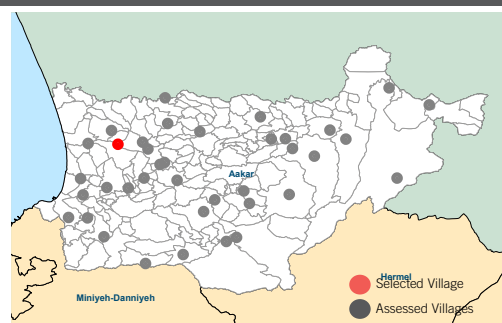 Aakar
Hermel
Selected Village
Miniyeh-Danniyeh
Assessed Villages